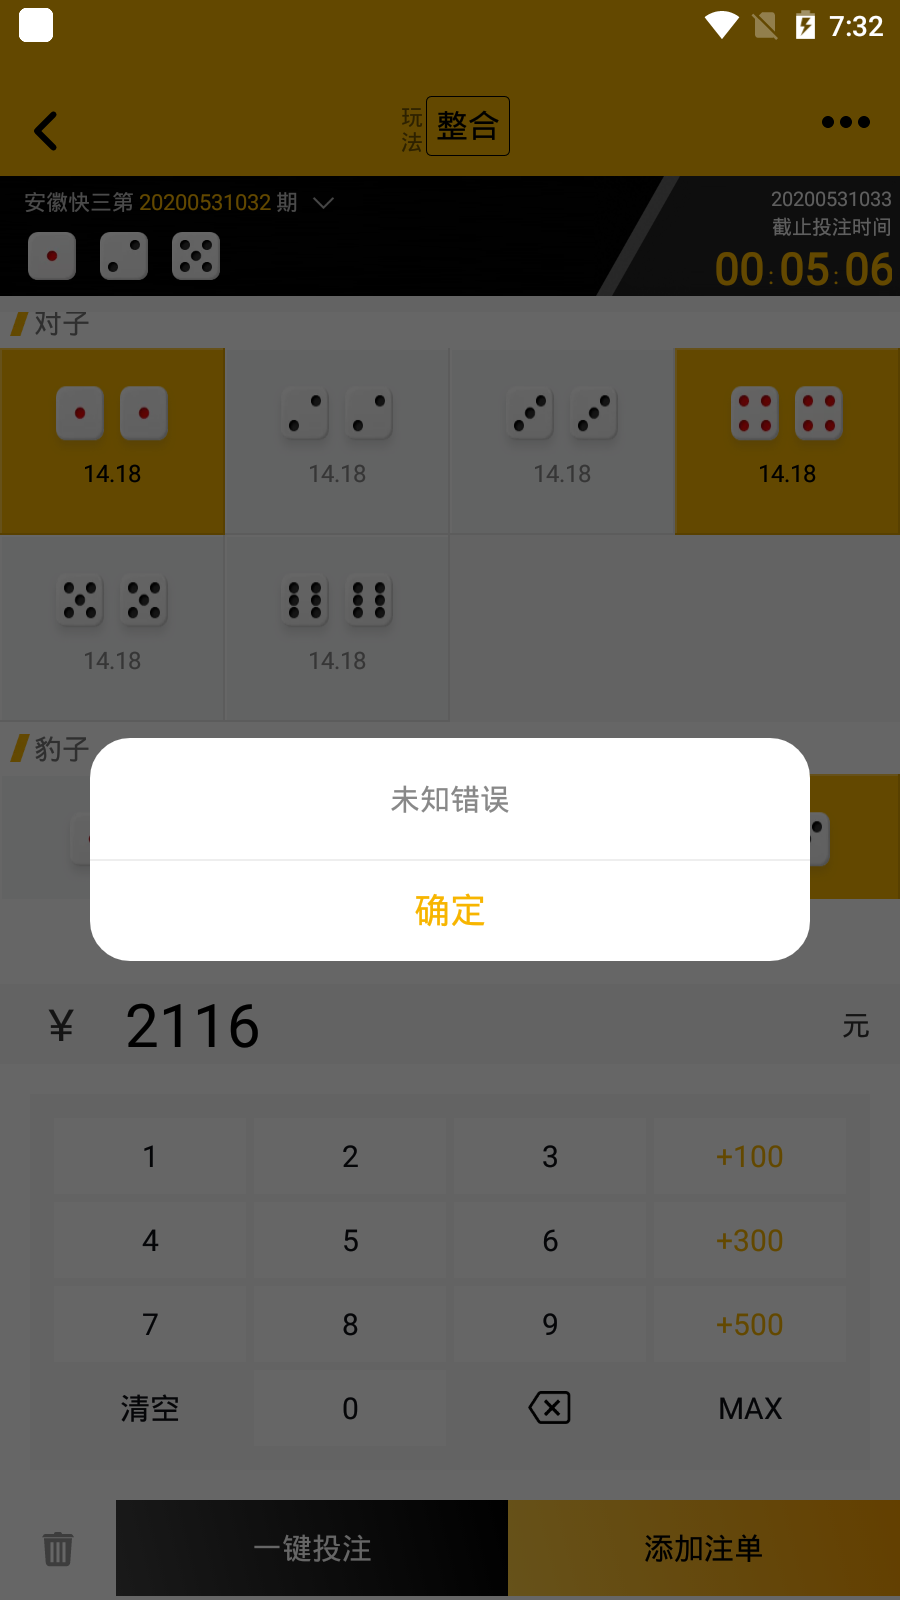 7:32
玩法
整合
安徽快三第 20200531032 期
20200531033
截止投注时间
00:05:06
对子
14.18
14.18
14.18
14.18
14.18
14.18
豹子
未知错误
确定
¥ 2116 元
1 2 3 +100
4 5 6 +300
7 8 9 +500
清空 0 MAX
一键投注 添加注单